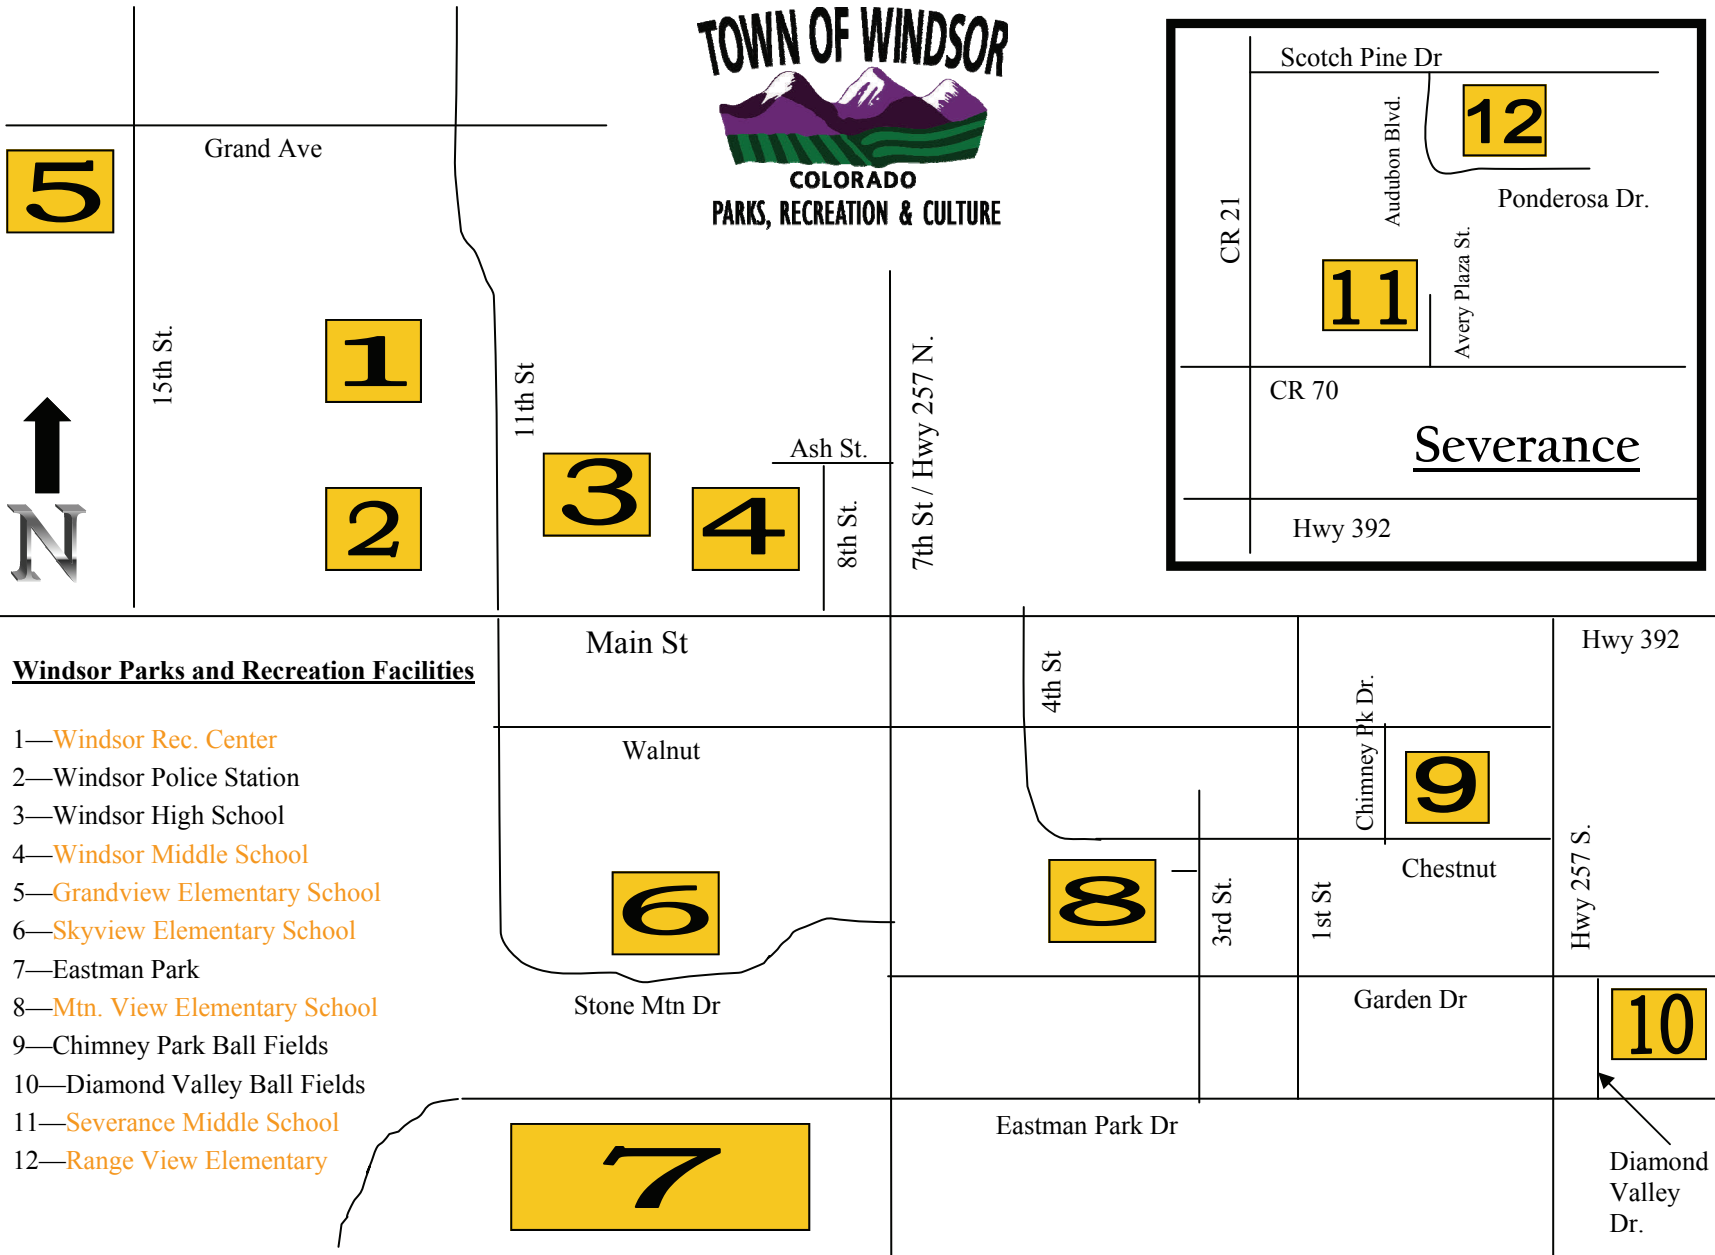 TOWN OF WINDSOR
COLORADO
PARKS, RECREATION & CULTURE
Grand Ave
5
15th St.
1
11th St
2
3
4
Ash St.
8th St.
7th St / Hwy 257 N.
N
Scotch Pine Dr
12
Audubon Blvd.
Ponderosa Dr.
CR 21
11
Avery Plaza St.
CR 70
Severance
Hwy 392
Main St
Hwy 392
Windsor Parks and Recreation Facilities
1—Windsor Rec. Center
2—Windsor Police Station
3—Windsor High School
4—Windsor Middle School
5—Grandview Elementary School
6—Skyview Elementary School
7—Eastman Park
8—Mtn. View Elementary School
9—Chimney Park Ball Fields
10—Diamond Valley Ball Fields
11—Severance Middle School
12—Range View Elementary
Walnut
4th St
Chimney Pk Dr.
9
Chestnut
6
8
3rd St.
1st St
Hwy 257 S.
Stone Mtn Dr
Garden Dr
10
7
Eastman Park Dr
Diamond
Valley
Dr.